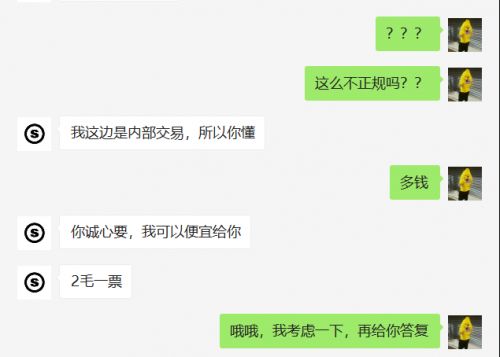 ？？？
这么不正规吗？？
我这边是内部交易，所以你懂
多钱
你诚心要，我可以便宜给你
2毛一票
哦哦，我考虑一下，再给你答复